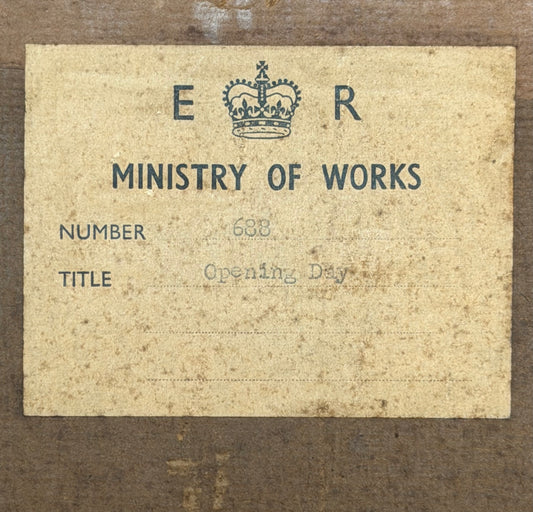 E R
MINISTRY OF WORKS
NUMBER 688
TITLE Opening Day